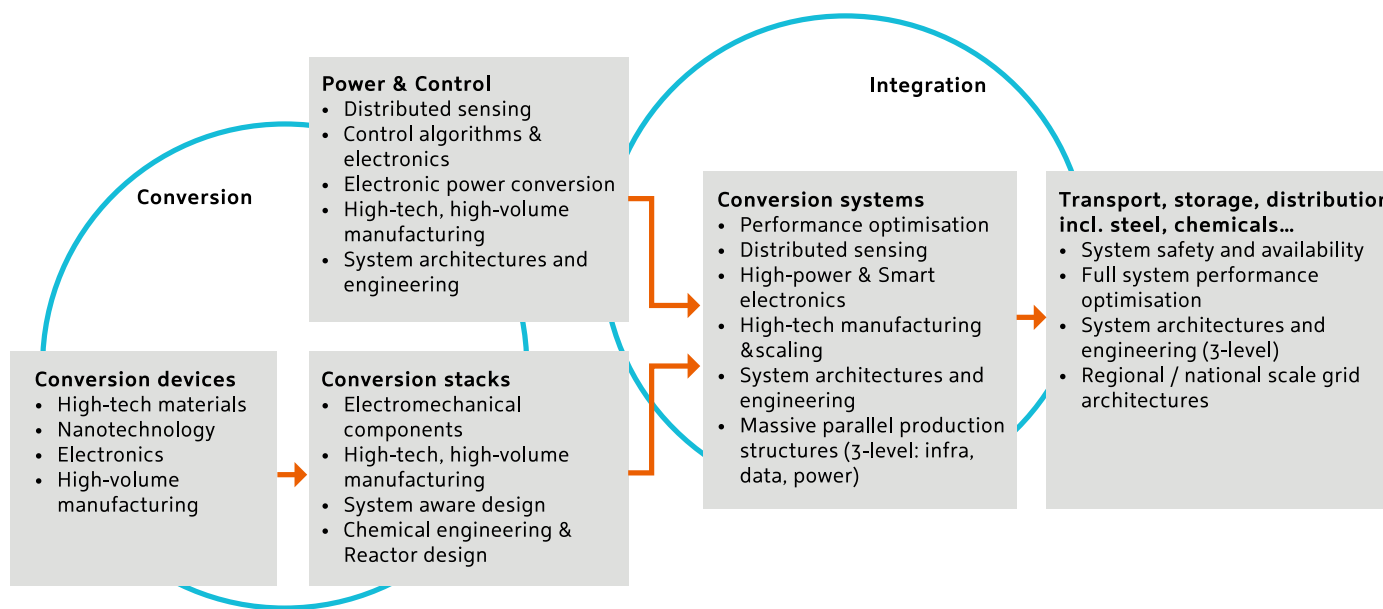 Conversion
Integration
Power & Control
• Distributed sensing
• Control algorithms &
electronics
• Electronic power conversion
• High-tech, high-volume
manufacturing
• System architectures and
engineering
Conversion devices
• High-tech materials
• Nanotechnology
• Electronics
• High-volume
manufacturing
Conversion stacks
• Electromechanical
components
• High-tech, high-volume
manufacturing
• System aware design
• Chemical engineering &
Reactor design
Conversion systems
• Performance optimisation
• Distributed sensing
• High-power & Smart
electronics
• High-tech manufacturing
&scaling
• System architectures and
engineering
• Massive parallel production
structures (3-level: infra,
data, power)
Transport, storage, distribution
incl. steel, chemicals…
• System safety and availability
• Full system performance
optimisation
• System architectures and
engineering (3-level)
• Regional / national scale grid
architectures